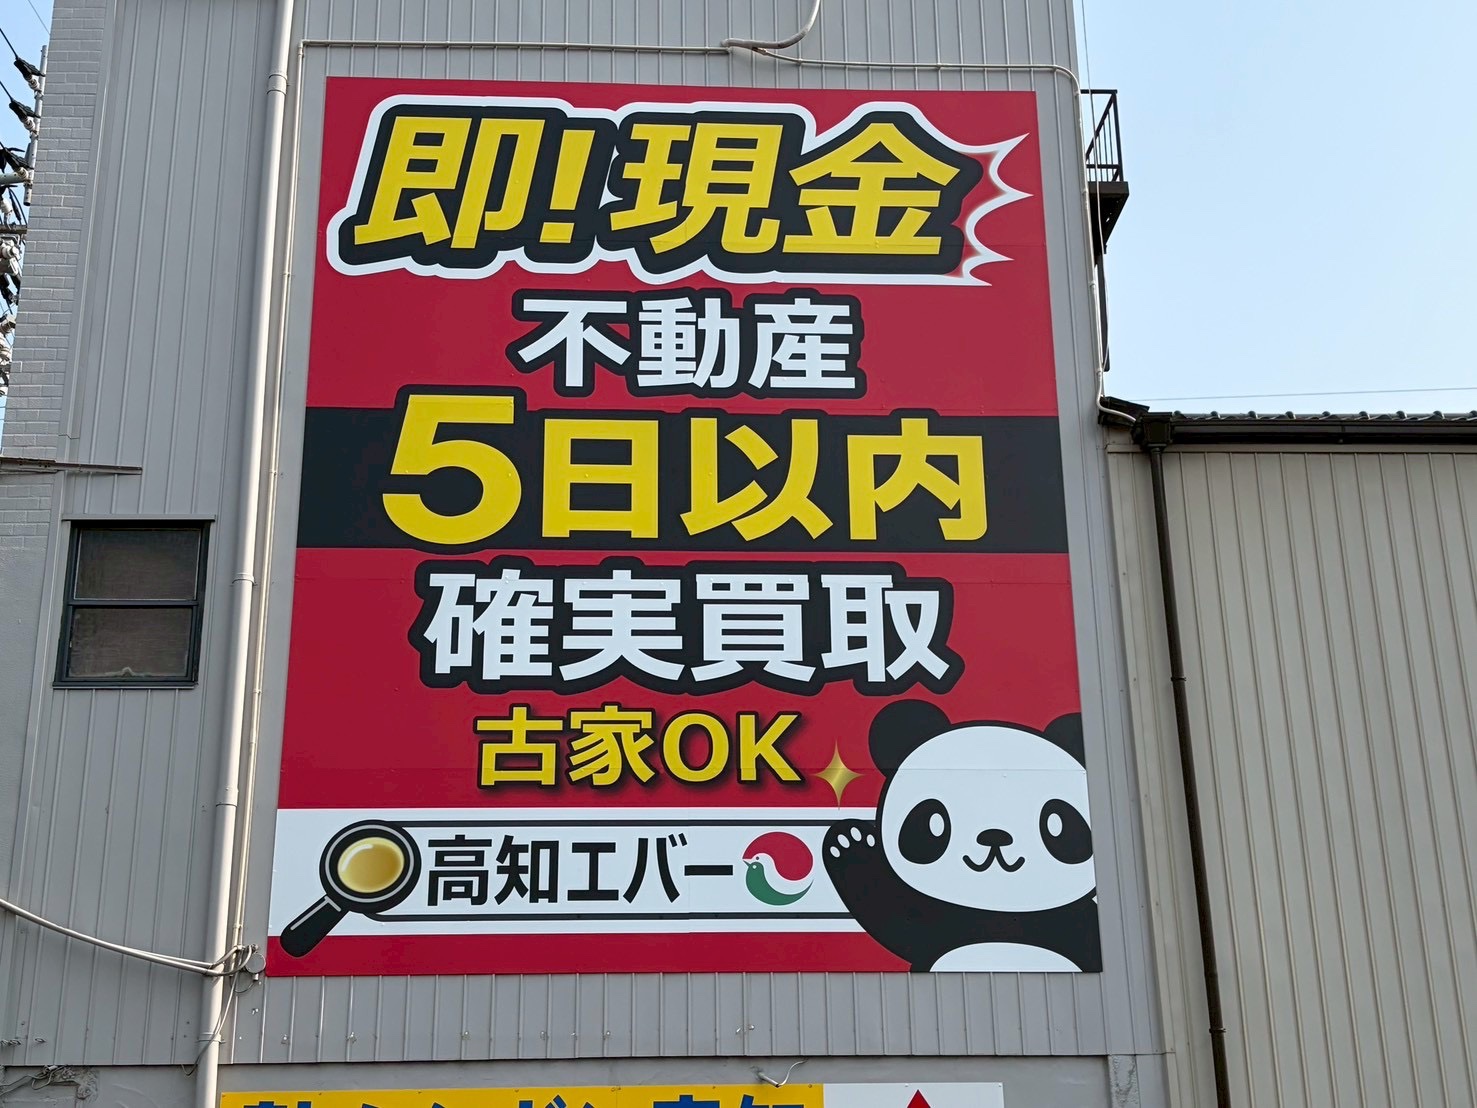 即!現金
不動産
5日以内
確実買取
古家OK
高知エバー